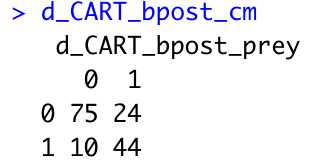 > d_CART_bpost_cm
d_CART_bpost_prey
0 1
0 75 24
1 10 44